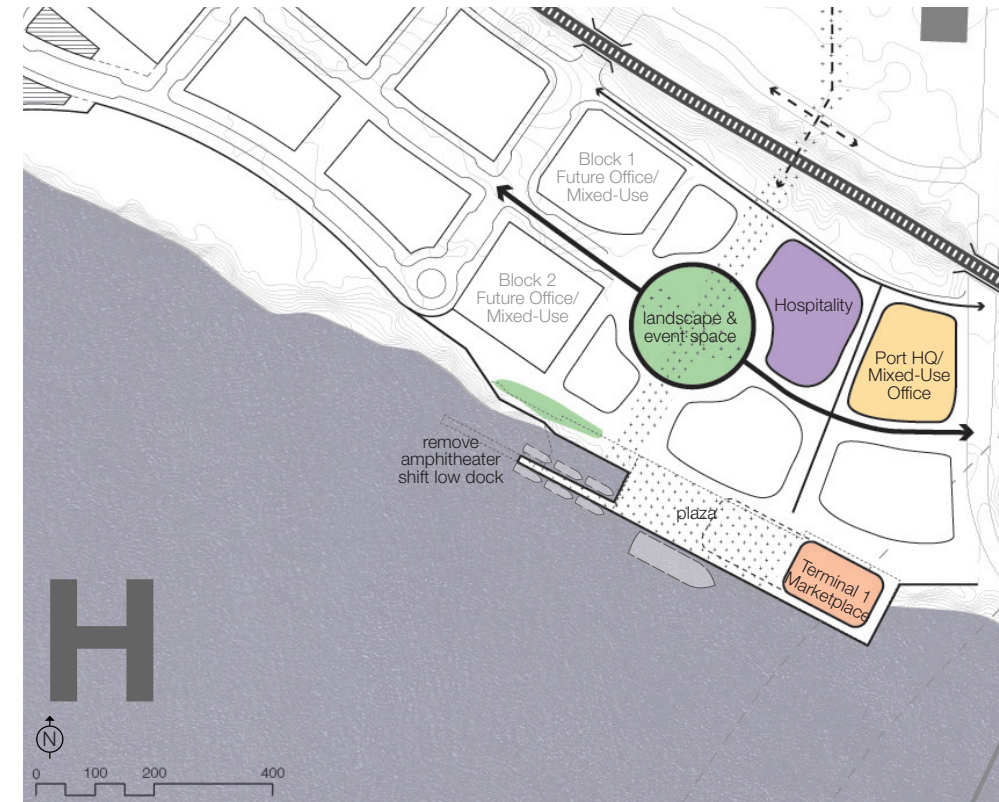 Block 1
Future Office/
Mixed-Use
Block 2
Future Office/
Mixed-Use
landscape &
event space
Hospitality
Port HQ/
Mixed-Use
Office
remove
amphitheater
shift low dock
plaza
Terminal 1
Marketplace
H
N
0 100 200 400